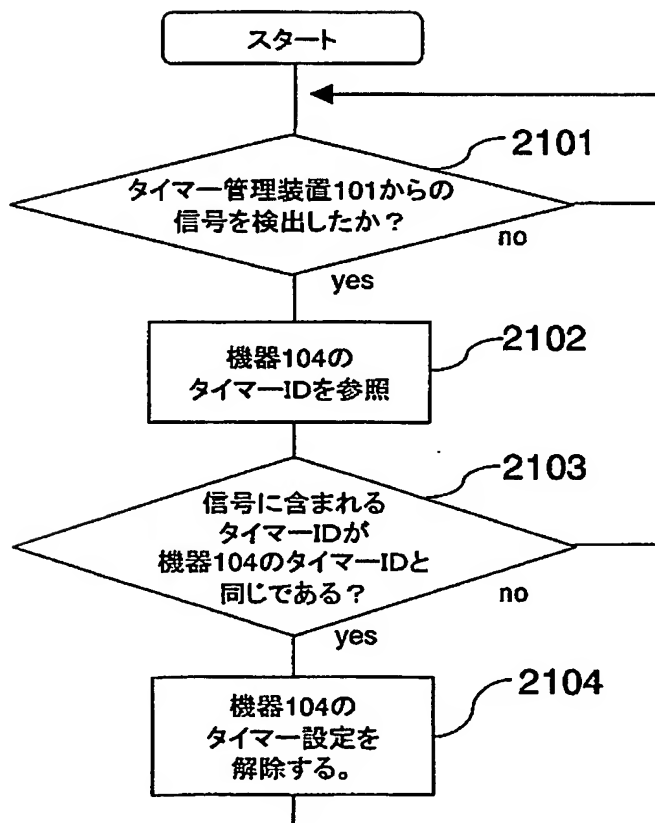 スタート
2101
タイマー管理装置101からの
信号を検出したか？
no
yes
2102
機器104の
タイマーIDを参照
2103
信号に含まれる
タイマーIDが
機器104のタイマーIDと
同じである？
no
yes
2104
機器104の
タイマー設定を
解除する。